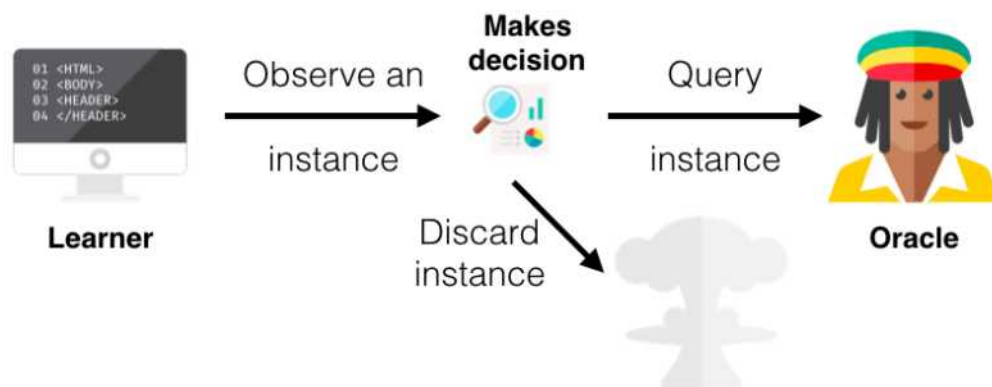 01 <HTML>
02 <BODY>
03 <HEADER>
04 </HEADER>
Learner
Observe an
instance
Makes
decision
Query
instance
Discard
instance
Oracle